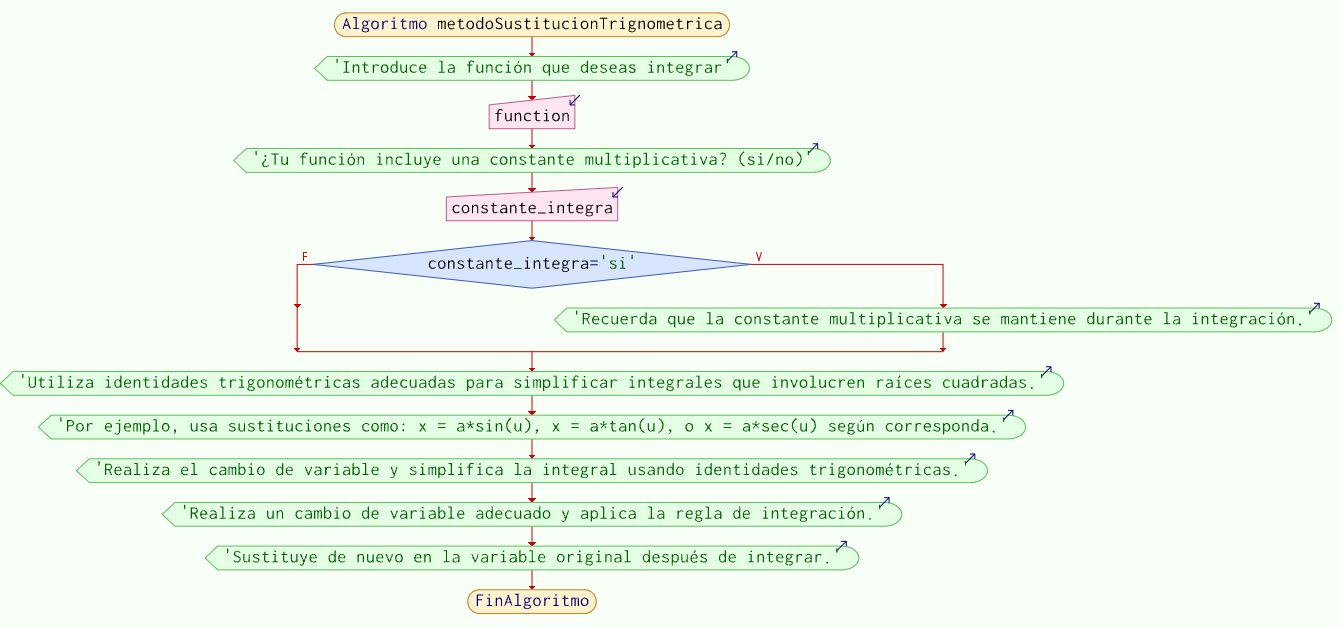 Algoritmo metodoSustitucionTrignometrica
'Introduce la función que deseas integrar'
function
'¿Tu función incluye una constante multiplicativa? (si/no)'
constante_integra
constante_integra='si'
F
V
'Recuerda que la constante multiplicativa se mantiene durante la integración.'
'Utiliza identidades trigonométricas adecuadas para simplificar integrales que involucren raíces cuadradas.'
'Por ejemplo, usa sustituciones como: x = a*sin(u), x = a*tan(u), o x = a*sec(u) según corresponda.'
'Realiza el cambio de variable y simplifica la integral usando identidades trigonométricas.'
'Realiza un cambio de variable adecuado y aplica la regla de integración.'
'Sustituye de nuevo en la variable original después de integrar.'
FinAlgoritmo